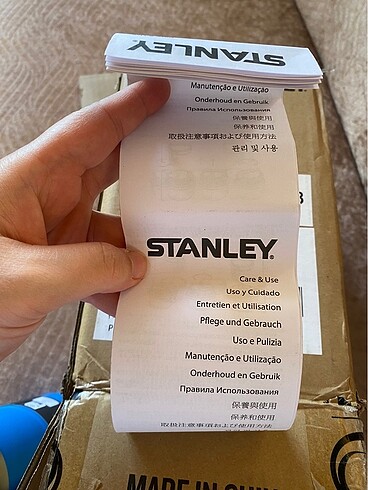 STANLEY
Manutenção e Utilização
Onderhoud en Gebruik
Правила Использования
保養與使用
保养和使用
取扱注意事項および使用方法
관리 및 사용
STANLEY®
Care & Use
Uso y Cuidado
Entretien et Utilisation
Pflege und Gebrauch
Uso e Pulizia
Manutenção e Utilização
Onderhoud en Gebruik
Правила Использования
保養與使用
保养和使用
取扱注意事項および使用方法
MADE IN